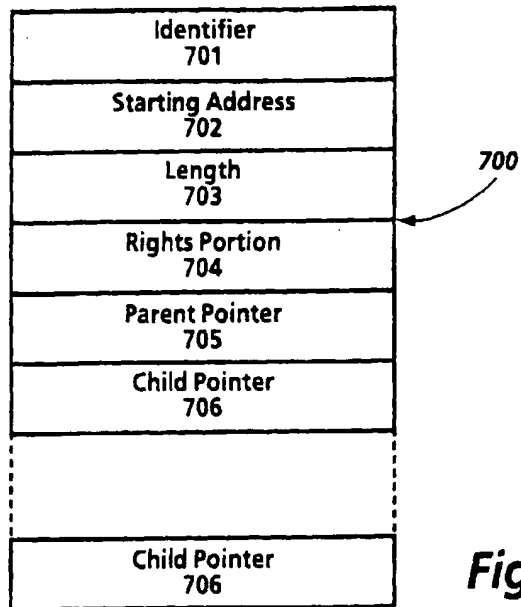 Identifier
701
Starting Address
702
Length
703
700
Rights Portion
704
Parent Pointer
705
Child Pointer
706
Child Pointer
706
Fig